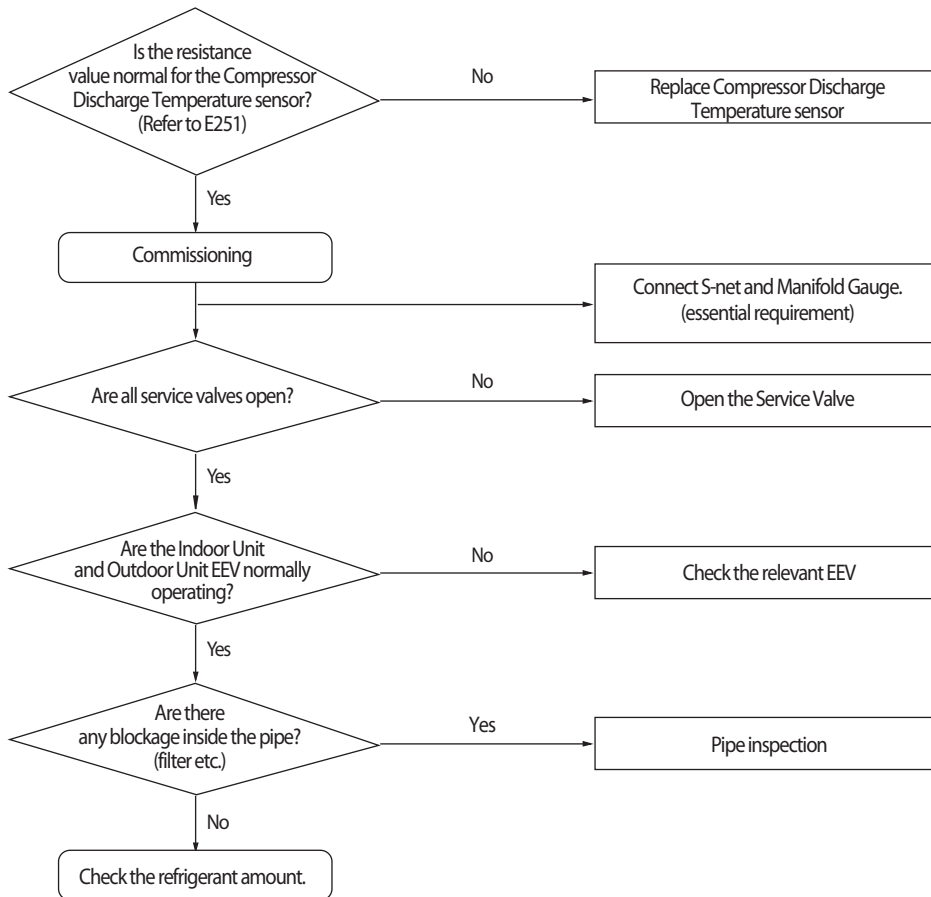 Is the resistance
value normal for the Compressor
Discharge Temperature sensor?
(Refer to E251)
No
Replace Compressor Discharge
Temperature sensor
Yes
Commissioning
Connect S-net and Manifold Gauge.
(essential requirement)
Are all service valves open?
No
Open the Service Valve
Yes
Are the Indoor Unit
and Outdoor Unit EEV normally
operating?
No
Check the relevant EEV
Yes
Are there
any blockage inside the pipe?
(filter etc.)
Yes
Pipe inspection
No
Check the refrigerant amount.